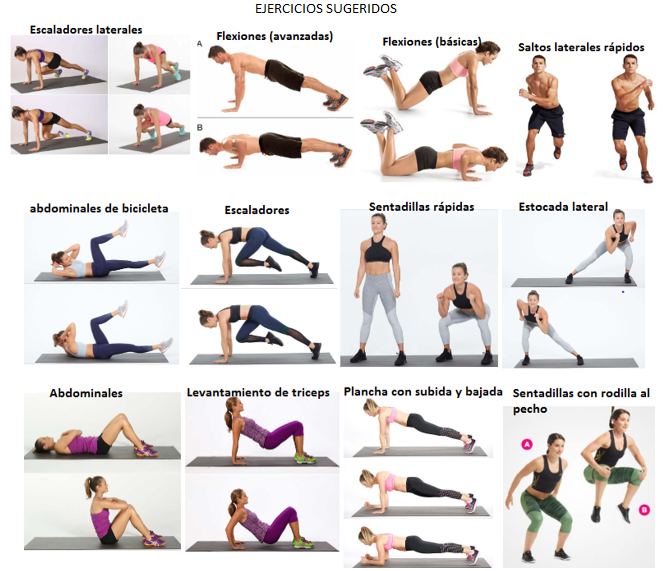 EJERCICIOS SUGERIDOS
Escaladores laterales
Flexiones (avanzadas)
Flexiones (básicas)
Saltos laterales rápidos
A
B
abdominales de bicicleta
Escaladores
Sentadillas rápidas
Estocada lateral
Abdominales
Levantamiento de triceps
Plancha con subida y bajada
Sentadillas con rodilla al
pecho
A
B